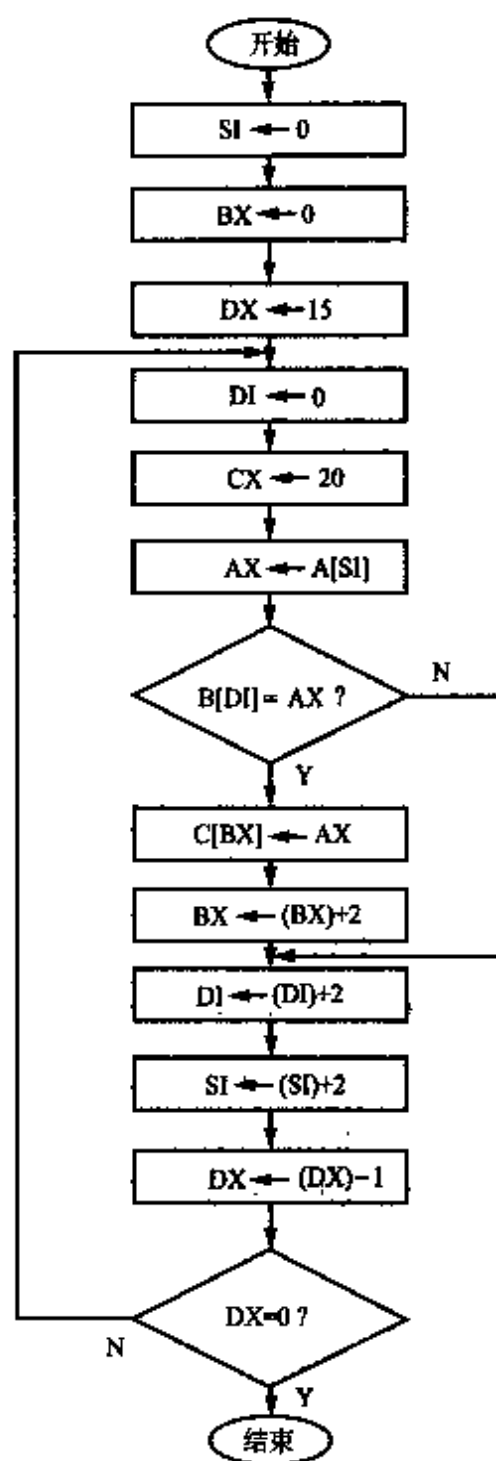 开始
SI ← 0
BX ← 0
DX ← 15
DI ← 0
CX ← 20
AX ← A[SI]
B[DI] = AX ?
N
Y
C[BX] ← AX
BX ← (BX)+2
DI ← (DI)+2
SI ← (SI)+2
DX ← (DX)−1
DX=0 ?
N
Y
结束